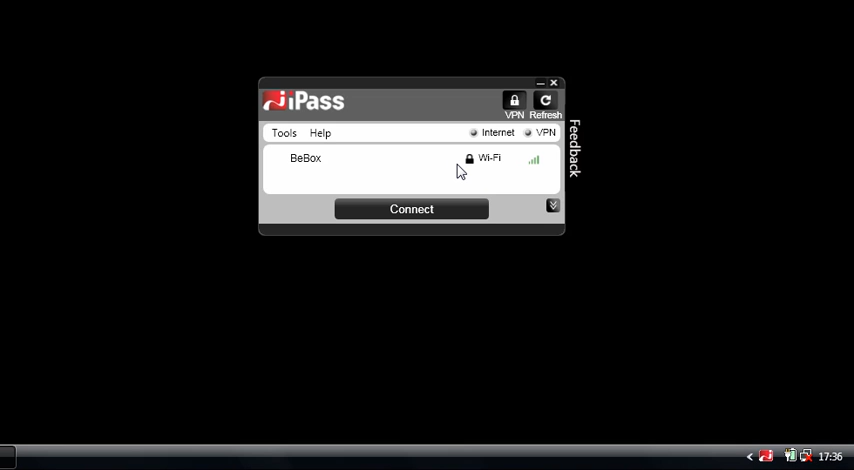 iPass
VPN Refresh
Tools Help Internet VPN
BeBox Wi-Fi
Connect
Feedback
17:36